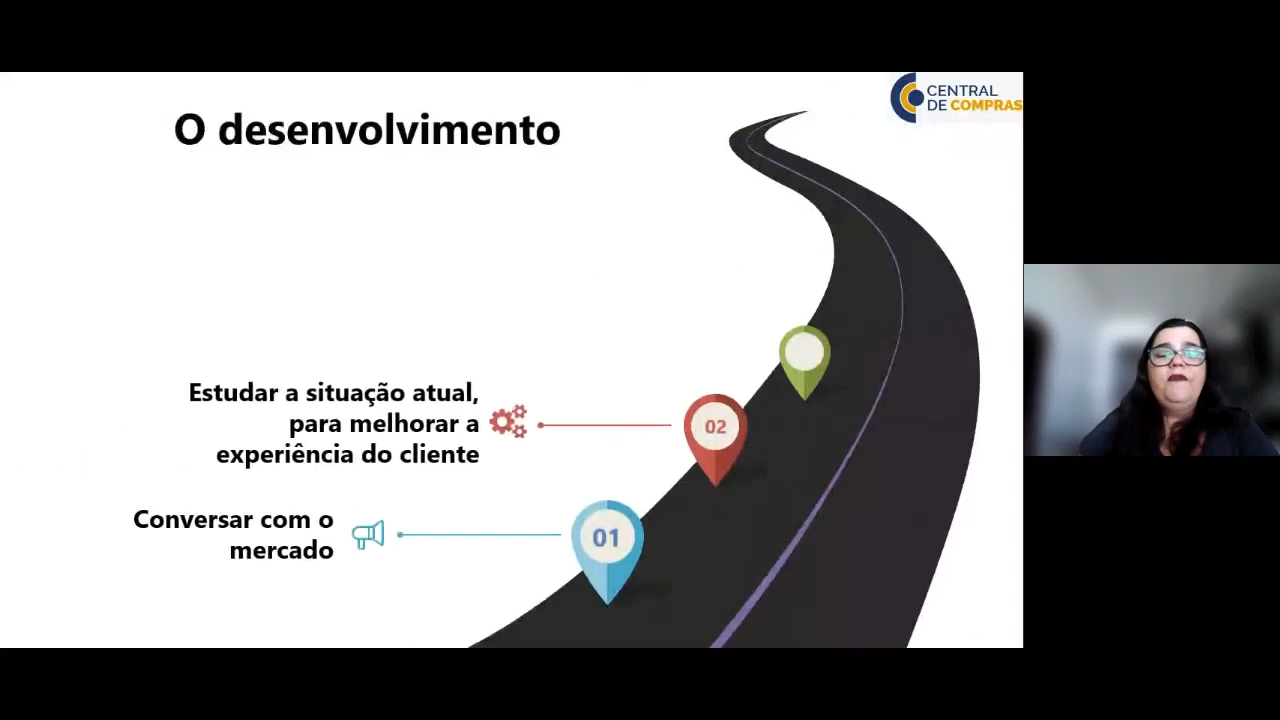 CENTRAL
DE COMPRAS
O desenvolvimento
Estudar a situação atual,
para melhorar a
experiência do cliente
02
Conversar com o
mercado
01